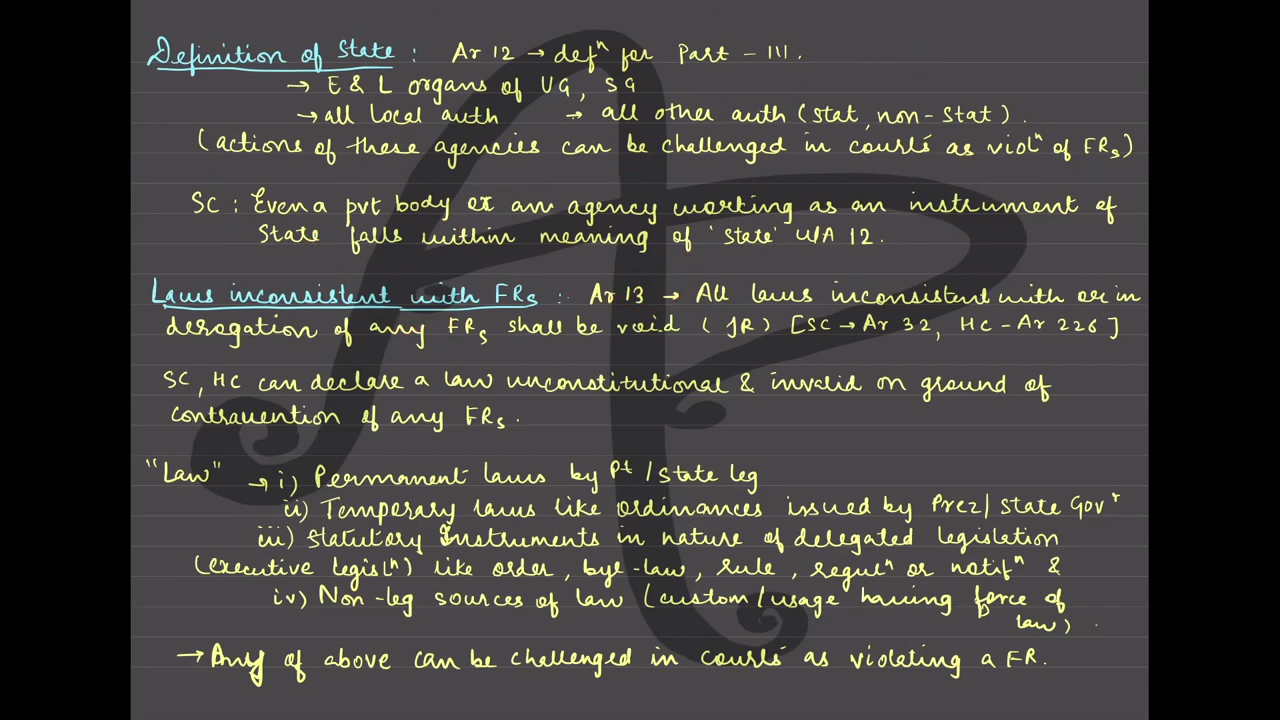 Definition of State : Ar 12 → defⁿ for Part - III.
→ E & L organs of UG, SG
→ all local auth → all other auth (Stat, non-Stat).
(actions of these agencies can be challenged in courts as violⁿ of FRs)
SC : Even a pvt body or an agency working as an instrument of
State falls within meaning of 'State' U/A 12.
Laws inconsistent with FRs : Ar 13 → All laws inconsistent with or in
derogation of any FRs shall be void (JR) [SC → Ar 32, HC - Ar 226]
SC, HC can declare a law unconstitutional & invalid on ground of
contravention of any FRs.
"Law" → i) Permanent laws by Pt / State leg
ii) Temporary laws like ordinances issued by Prez / State Govʳ
iii) Statutory Instruments in nature of delegated legislation
(executive legislⁿ) like order, bye-law, rule, regulⁿ or notifⁿ &
iv) Non-leg sources of law (custom / usage having force of
law).
→ Any of above can be challenged in courts as violating a FR.